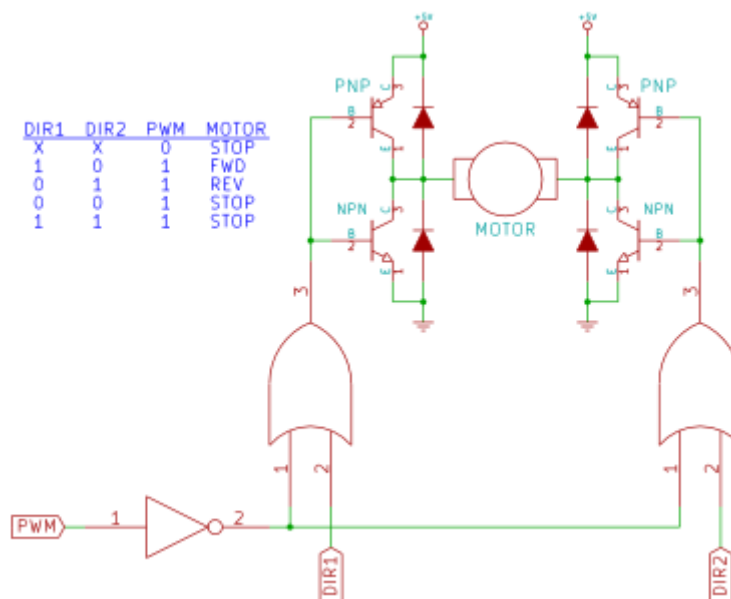 +5V
+5V
PNP
C 3
B 2
E 1
PNP
C 3
B 2
E 1
DIR1 DIR2 PWM MOTOR
X X 0 STOP
1 0 1 FWD
0 1 1 REV
0 0 1 STOP
1 1 1 STOP
NPN
C 3
B 2
E 1
MOTOR
NPN
C 3
B 2
E 1
3
3
1 2
1 2
PWM 1 2
DIR1
DIR2